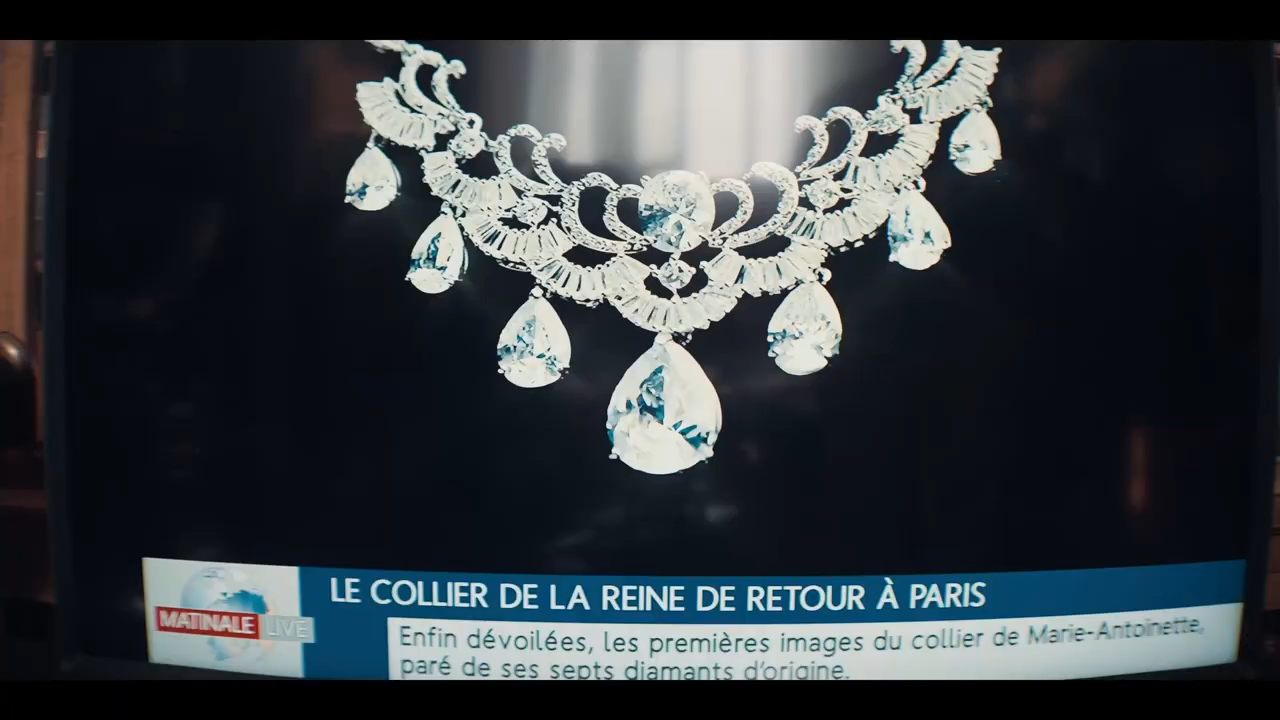 LE COLLIER DE LA REINE DE RETOUR À PARIS
MATINALE LIVE
Enfin dévoilées, les premières images du collier de Marie-Antoinette,
paré de ses septs diamants d'origine.